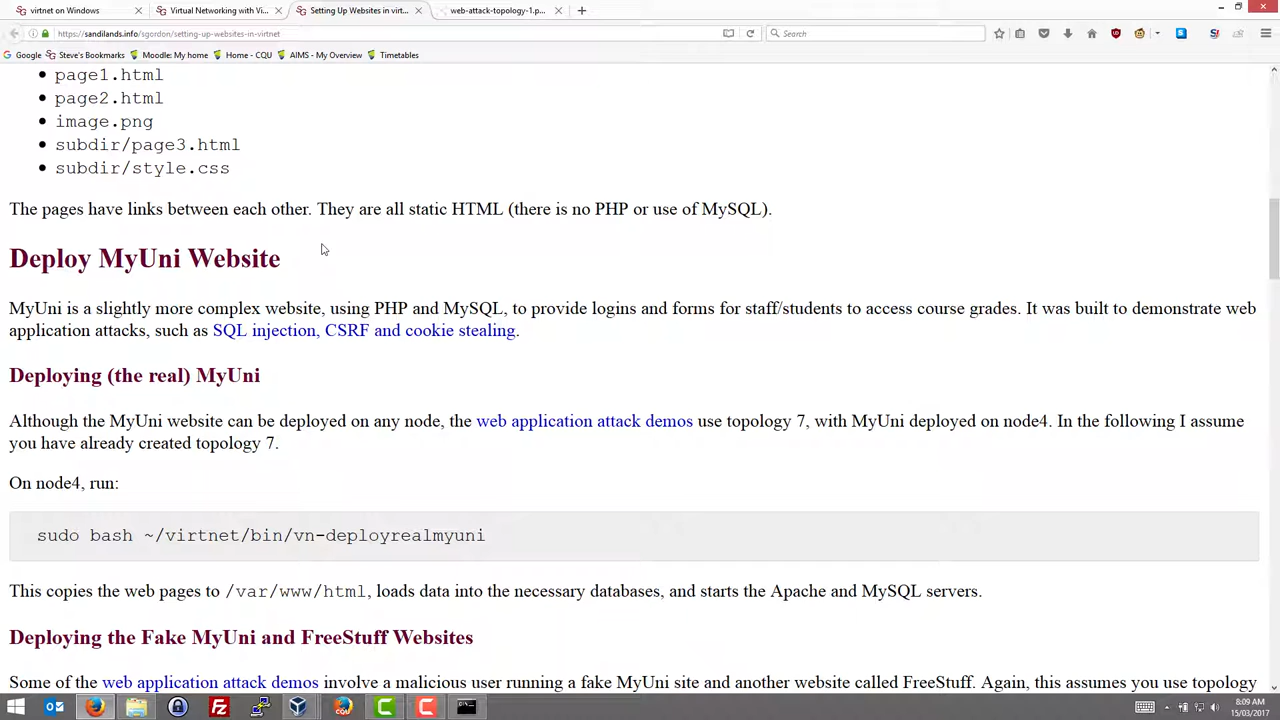 virtnet on Windows
Virtual Networking with Vi...
Setting Up Websites in virt...
web-attack-topology-1.p...
https://sandilands.info/sgordon/setting-up-websites-in-virtnet
Search
Google
Steve's Bookmarks
Moodle: My home
Home - CQU
AIMS - My Overview
Timetables
page1.html
page2.html
image.png
subdir/page3.html
subdir/style.css
The pages have links between each other. They are all static HTML (there is no PHP or use of MySQL).
Deploy MyUni Website
MyUni is a slightly more complex website, using PHP and MySQL, to provide logins and forms for staff/students to access course grades. It was built to demonstrate web
application attacks, such as SQL injection, CSRF and cookie stealing.
Deploying (the real) MyUni
Although the MyUni website can be deployed on any node, the web application attack demos use topology 7, with MyUni deployed on node4. In the following I assume
you have already created topology 7.
On node4, run:
sudo bash ~/virtnet/bin/vn-deployrealmyuni
This copies the web pages to /var/www/html, loads data into the necessary databases, and starts the Apache and MySQL servers.
Deploying the Fake MyUni and FreeStuff Websites
Some of the web application attack demos involve a malicious user running a fake MyUni site and another website called FreeStuff. Again, this assumes you use topology
8:09 AM
15/03/2017